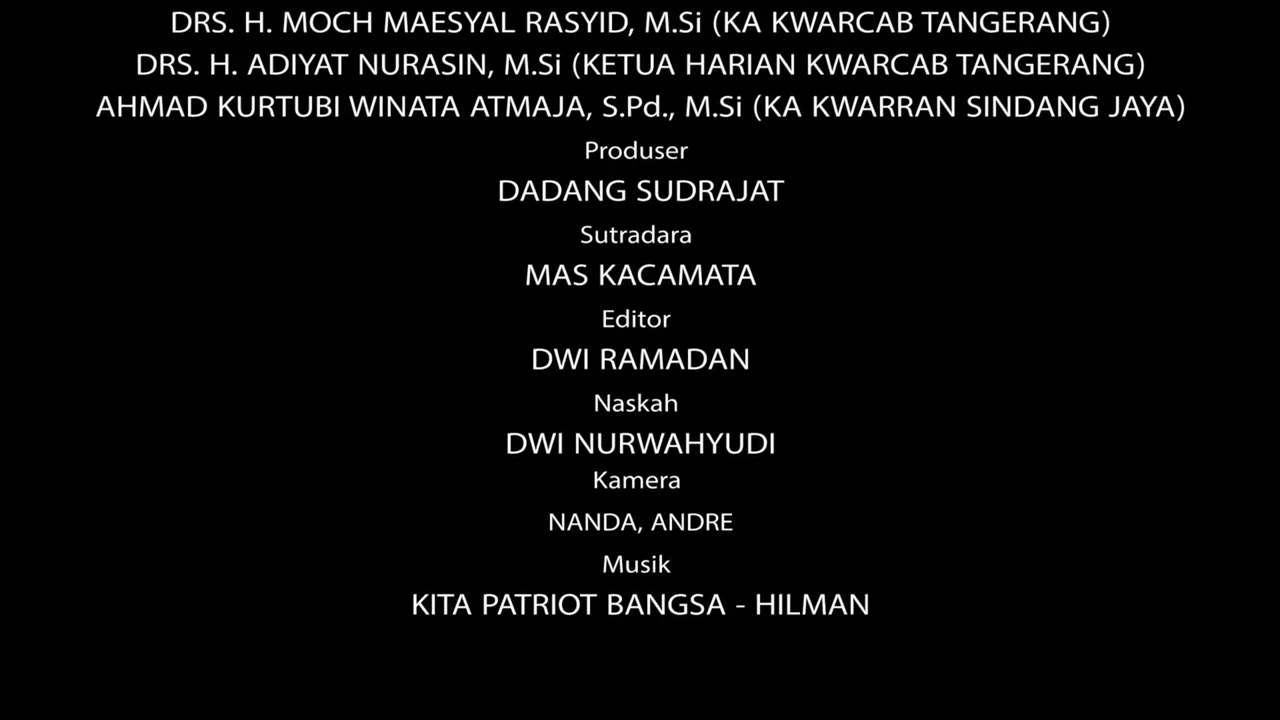 DRS. H. MOCH MAESYAL RASYID, M.Si (KA KWARCAB TANGERANG)
DRS. H. ADIYAT NURASIN, M.Si (KETUA HARIAN KWARCAB TANGERANG)
AHMAD KURTUBI WINATA ATMAJA, S.Pd., M.Si (KA KWARRAN SINDANG JAYA)
Produser
DADANG SUDRAJAT
Sutradara
MAS KACAMATA
Editor
DWI RAMADAN
Naskah
DWI NURWAHYUDI
Kamera
NANDA, ANDRE
Musik
KITA PATRIOT BANGSA - HILMAN